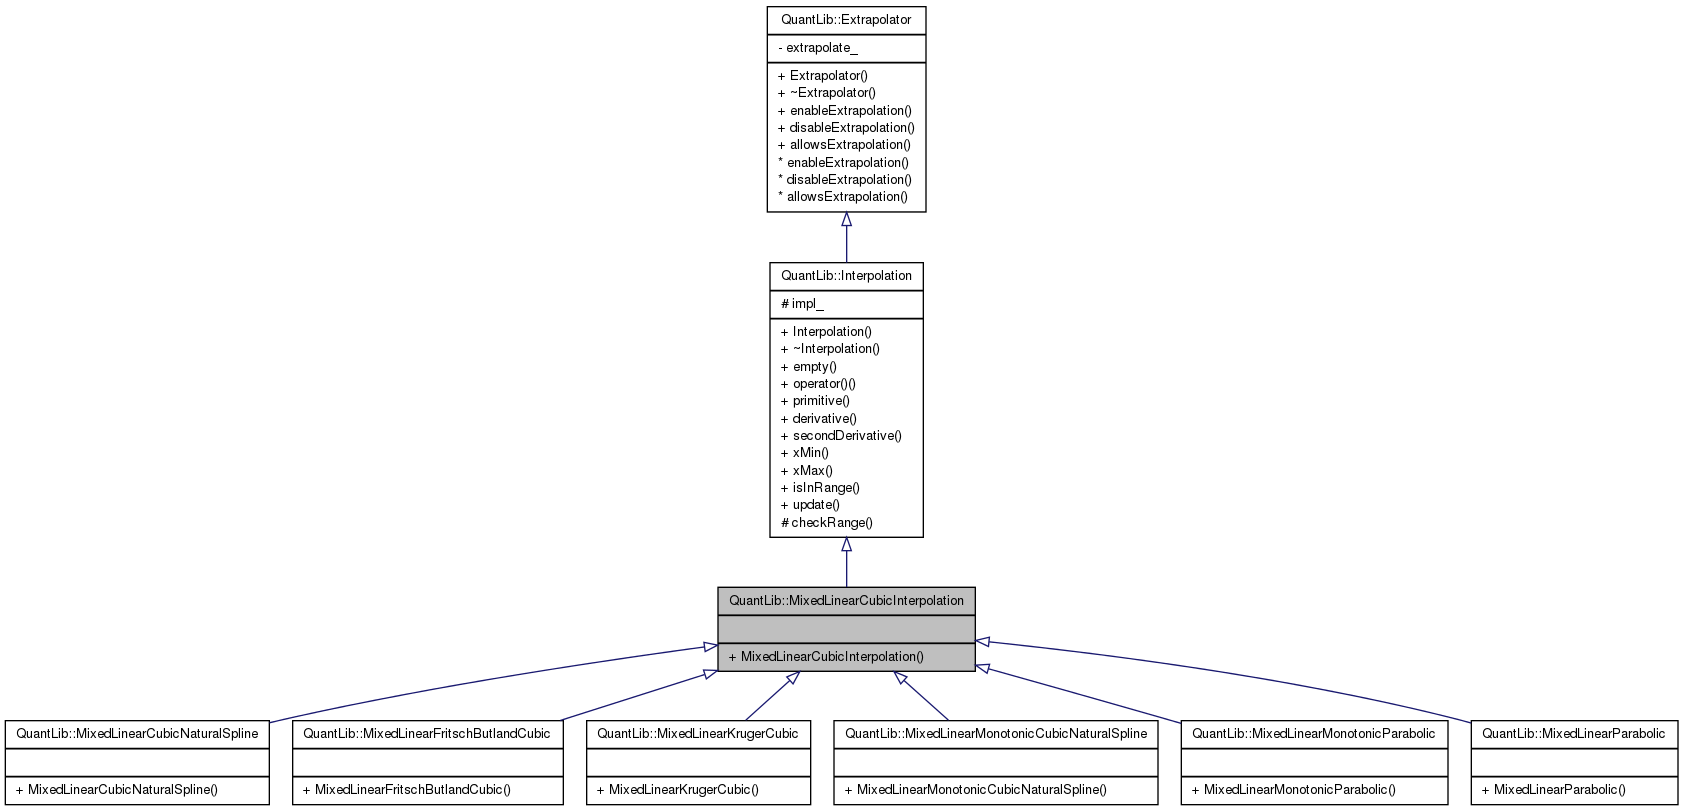 QuantLib::Extrapolator
- extrapolate_
+ Extrapolator()
+ ~Extrapolator()
+ enableExtrapolation()
+ disableExtrapolation()
+ allowsExtrapolation()
* enableExtrapolation()
* disableExtrapolation()
* allowsExtrapolation()
QuantLib::Interpolation
# impl_
+ Interpolation()
+ ~Interpolation()
+ empty()
+ operator()()
+ primitive()
+ derivative()
+ secondDerivative()
+ xMin()
+ xMax()
+ isInRange()
+ update()
# checkRange()
QuantLib::MixedLinearCubicInterpolation
+ MixedLinearCubicInterpolation()
QuantLib::MixedLinearCubicNaturalSpline
+ MixedLinearCubicNaturalSpline()
QuantLib::MixedLinearFritschButlandCubic
+ MixedLinearFritschButlandCubic()
QuantLib::MixedLinearKrugerCubic
+ MixedLinearKrugerCubic()
QuantLib::MixedLinearMonotonicCubicNaturalSpline
+ MixedLinearMonotonicCubicNaturalSpline()
QuantLib::MixedLinearMonotonicParabolic
+ MixedLinearMonotonicParabolic()
QuantLib::MixedLinearParabolic
+ MixedLinearParabolic()